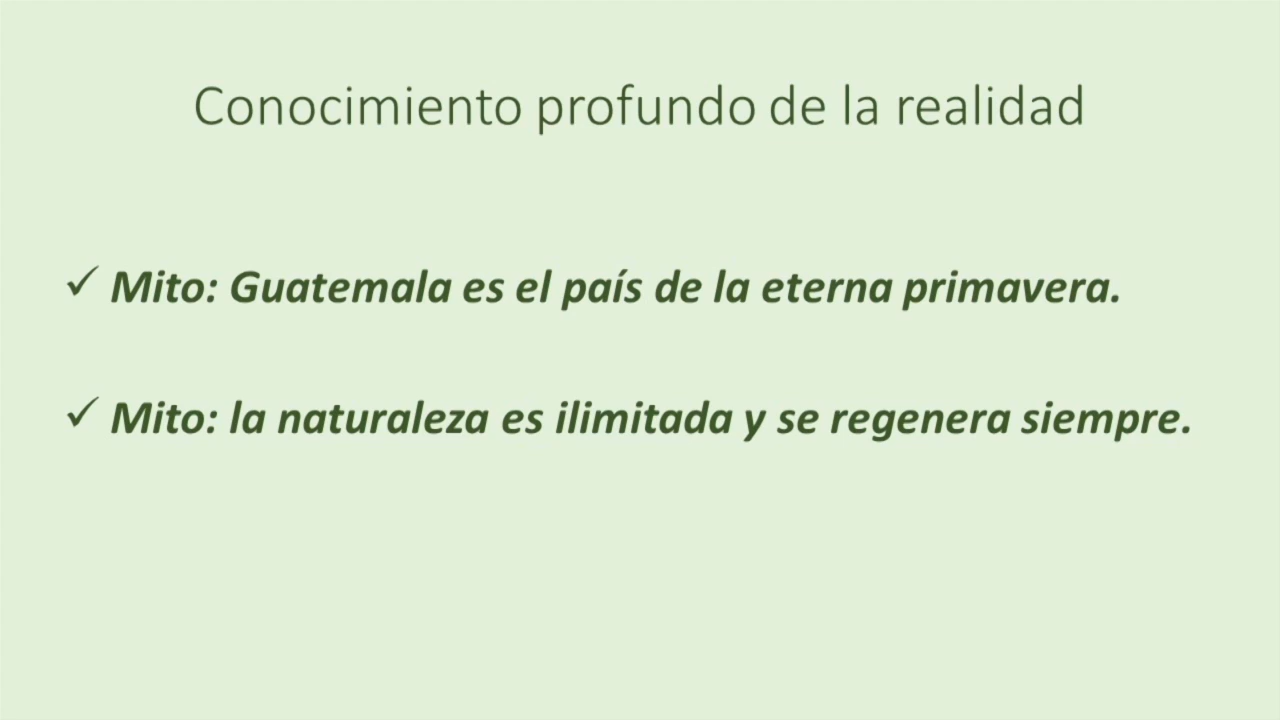 Conocimiento profundo de la realidad
✓ Mito: Guatemala es el país de la eterna primavera.
✓ Mito: la naturaleza es ilimitada y se regenera siempre.